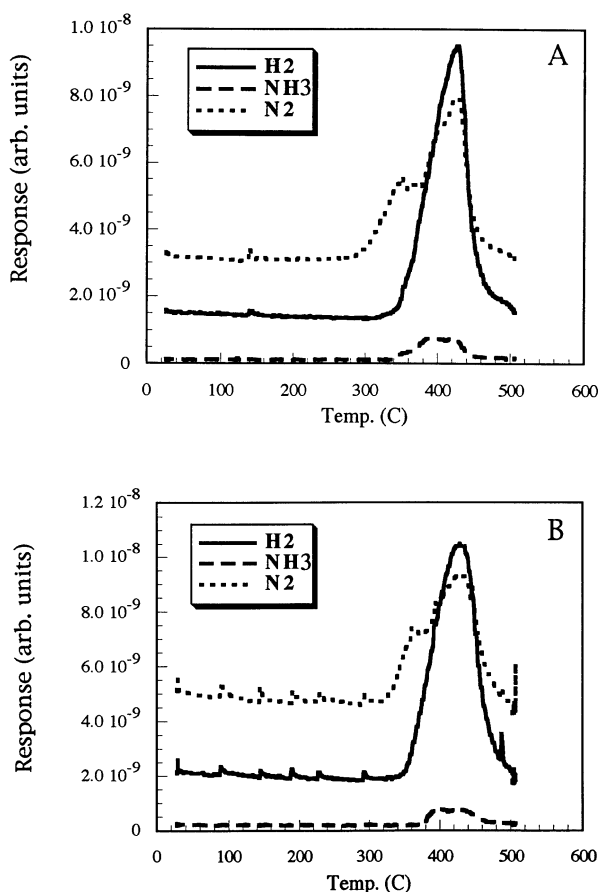 1.0 10-8
A
H2
NH3
N2
8.0 10-9
6.0 10-9
4.0 10-9
2.0 10-9
0
Response (arb. units)
0 100 200 300 400 500 600
Temp. (C)
1.2 10-8
B
H2
NH3
N2
1.0 10-8
8.0 10-9
6.0 10-9
4.0 10-9
2.0 10-9
0
Response (arb. units)
0 100 200 300 400 500 600
Temp. (C)